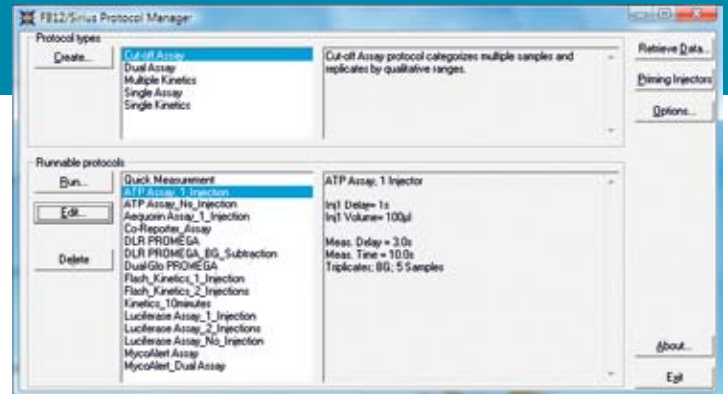 FB12/Sirius Protocol Manager
Protocol types
Create...
Cut-off Assay
Dual Assay
Multiple Kinetics
Single Assay
Single Kinetics
Cut-off Assay protocol categorizes multiple samples and
replicates by qualitative ranges.
Retrieve Data...
Priming Injectors
Options...
Runnable protocols
Run...
Edit...
Delete
Quick Measurement
ATP Assay_1_Injection
ATP Assay_No_Injection
Aequorin Assay_1_Injection
Co-Reporter_Assay
DLR PROMEGA
DLR PROMEGA_BG_Subtraction
Dual-Glo PROMEGA
Flash_Kinetics_1_Injection
Flash_Kinetics_2_Injections
Kinetics_10minutes
Luciferase Assay_1_Injection
Luciferase Assay_2_Injections
Luciferase Assay_No_Injection
MycoAlert Assay
MycoAlert_Dual Assay
ATP Assay, 1 Injector
Inj1 Delay= 1s
Inj1 Volume= 100µl
Meas. Delay = 3.0s
Meas. Time = 10.0s
Triplicates; BG; 5 Samples
About...
Exit